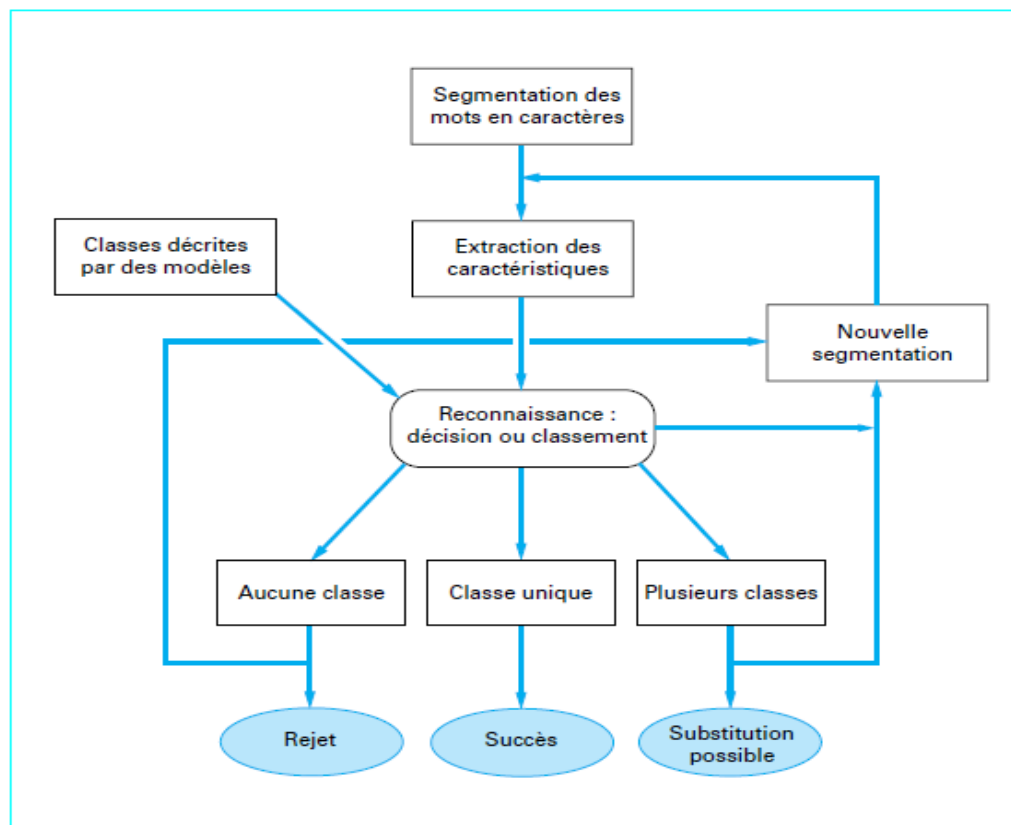 Segmentation des
mots en caractères
Classes décrites
par des modèles
Extraction des
caractéristiques
Nouvelle
segmentation
Reconnaissance :
décision ou classement
Aucune classe
Classe unique
Plusieurs classes
Rejet
Succès
Substitution
possible